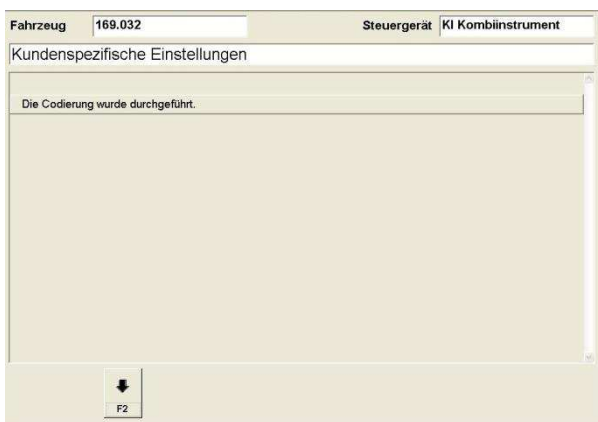 Fahrzeug 169.032 Steuergerät KI Kombiinstrument
Kundenspezifische Einstellungen
Die Codierung wurde durchgeführt.
F2